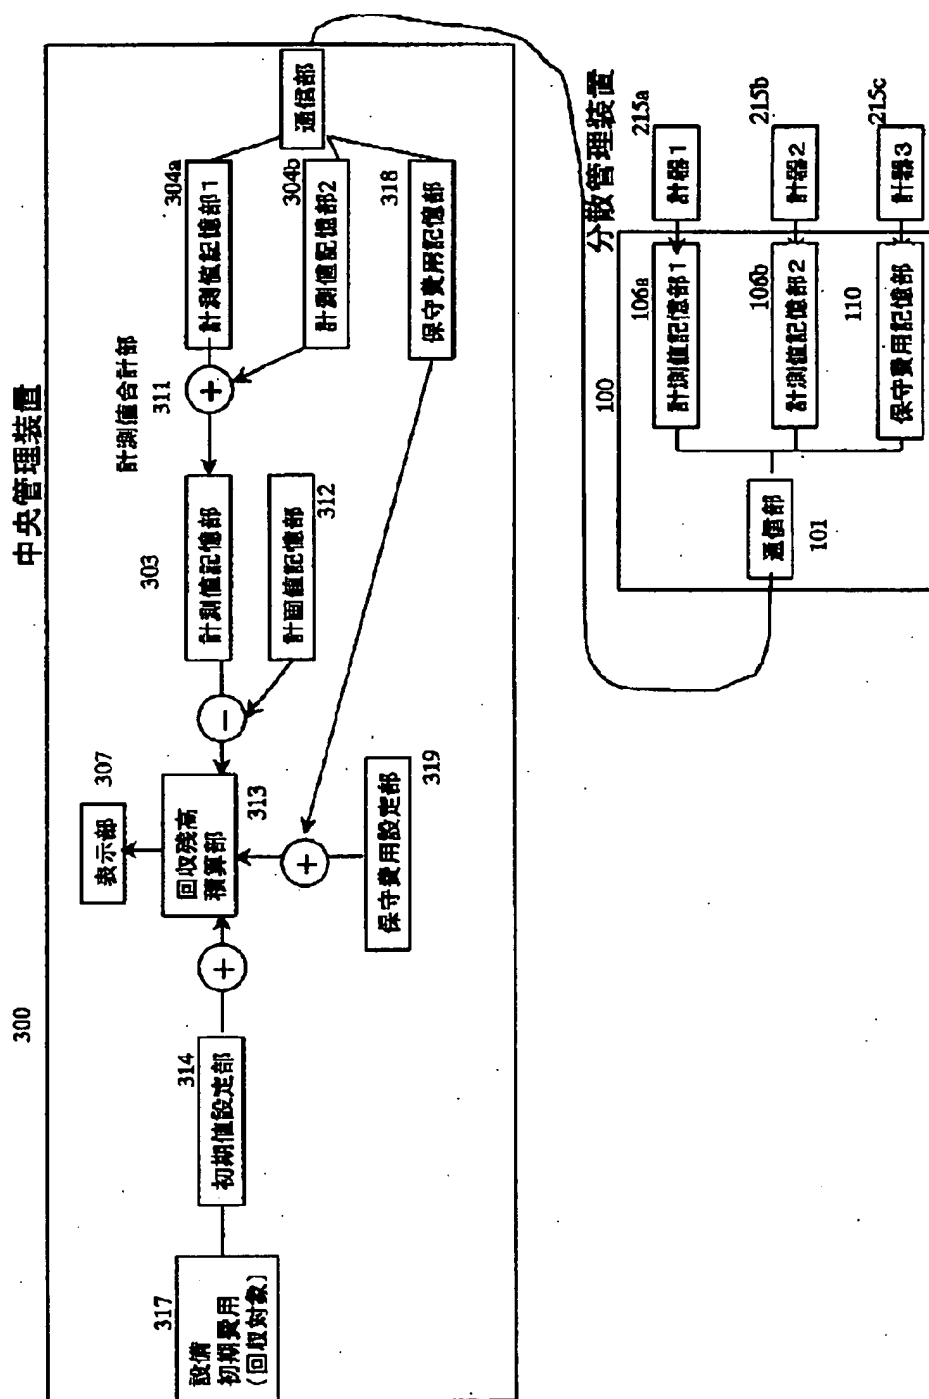 中央管理装置
300
317
設備
初期費用
(回収対象)
314
初期値設定部
+
307
表示部
回収残高
積算部
313
+
319
保守費用設定部
−
303
計測値記憶部
計画値記憶部
312
計測値合計部
311
+
304a
計測値記憶部1
304b
計測値記憶部2
318
保守費用記憶部
通信部
分散管理装置
100
通信部
101
106a
計測値記憶部1
106b
計測値記憶部2
110
保守費用記憶部
215a
計器1
215b
計器2
215c
計器3